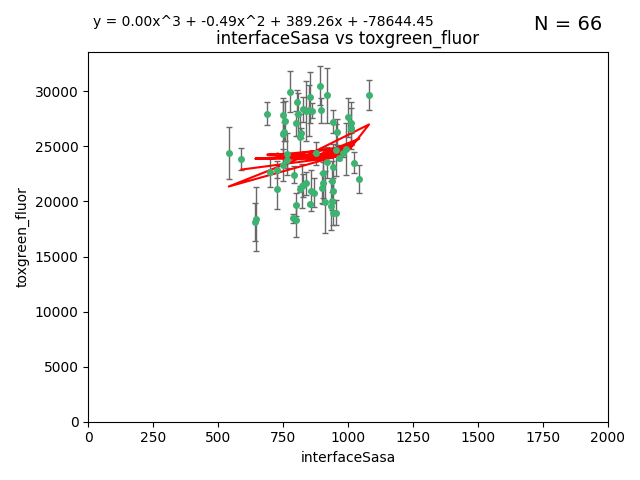 y = 0.00x^3 + -0.49x^2 + 389.26x + -78644.45
N = 66
interfaceSasa vs toxgreen_fluor
30000
25000
20000
15000
10000
5000
0
toxgreen_fluor
0 250 500 750 1000 1250 1500 1750 2000
interfaceSasa